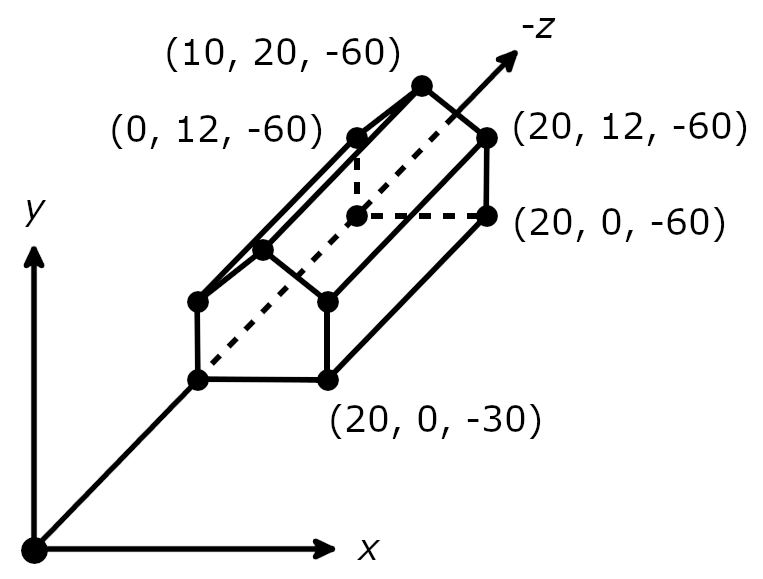 -z
(10, 20, -60)
(0, 12, -60)
(20, 12, -60)
y
(20, 0, -60)
(20, 0, -30)
x